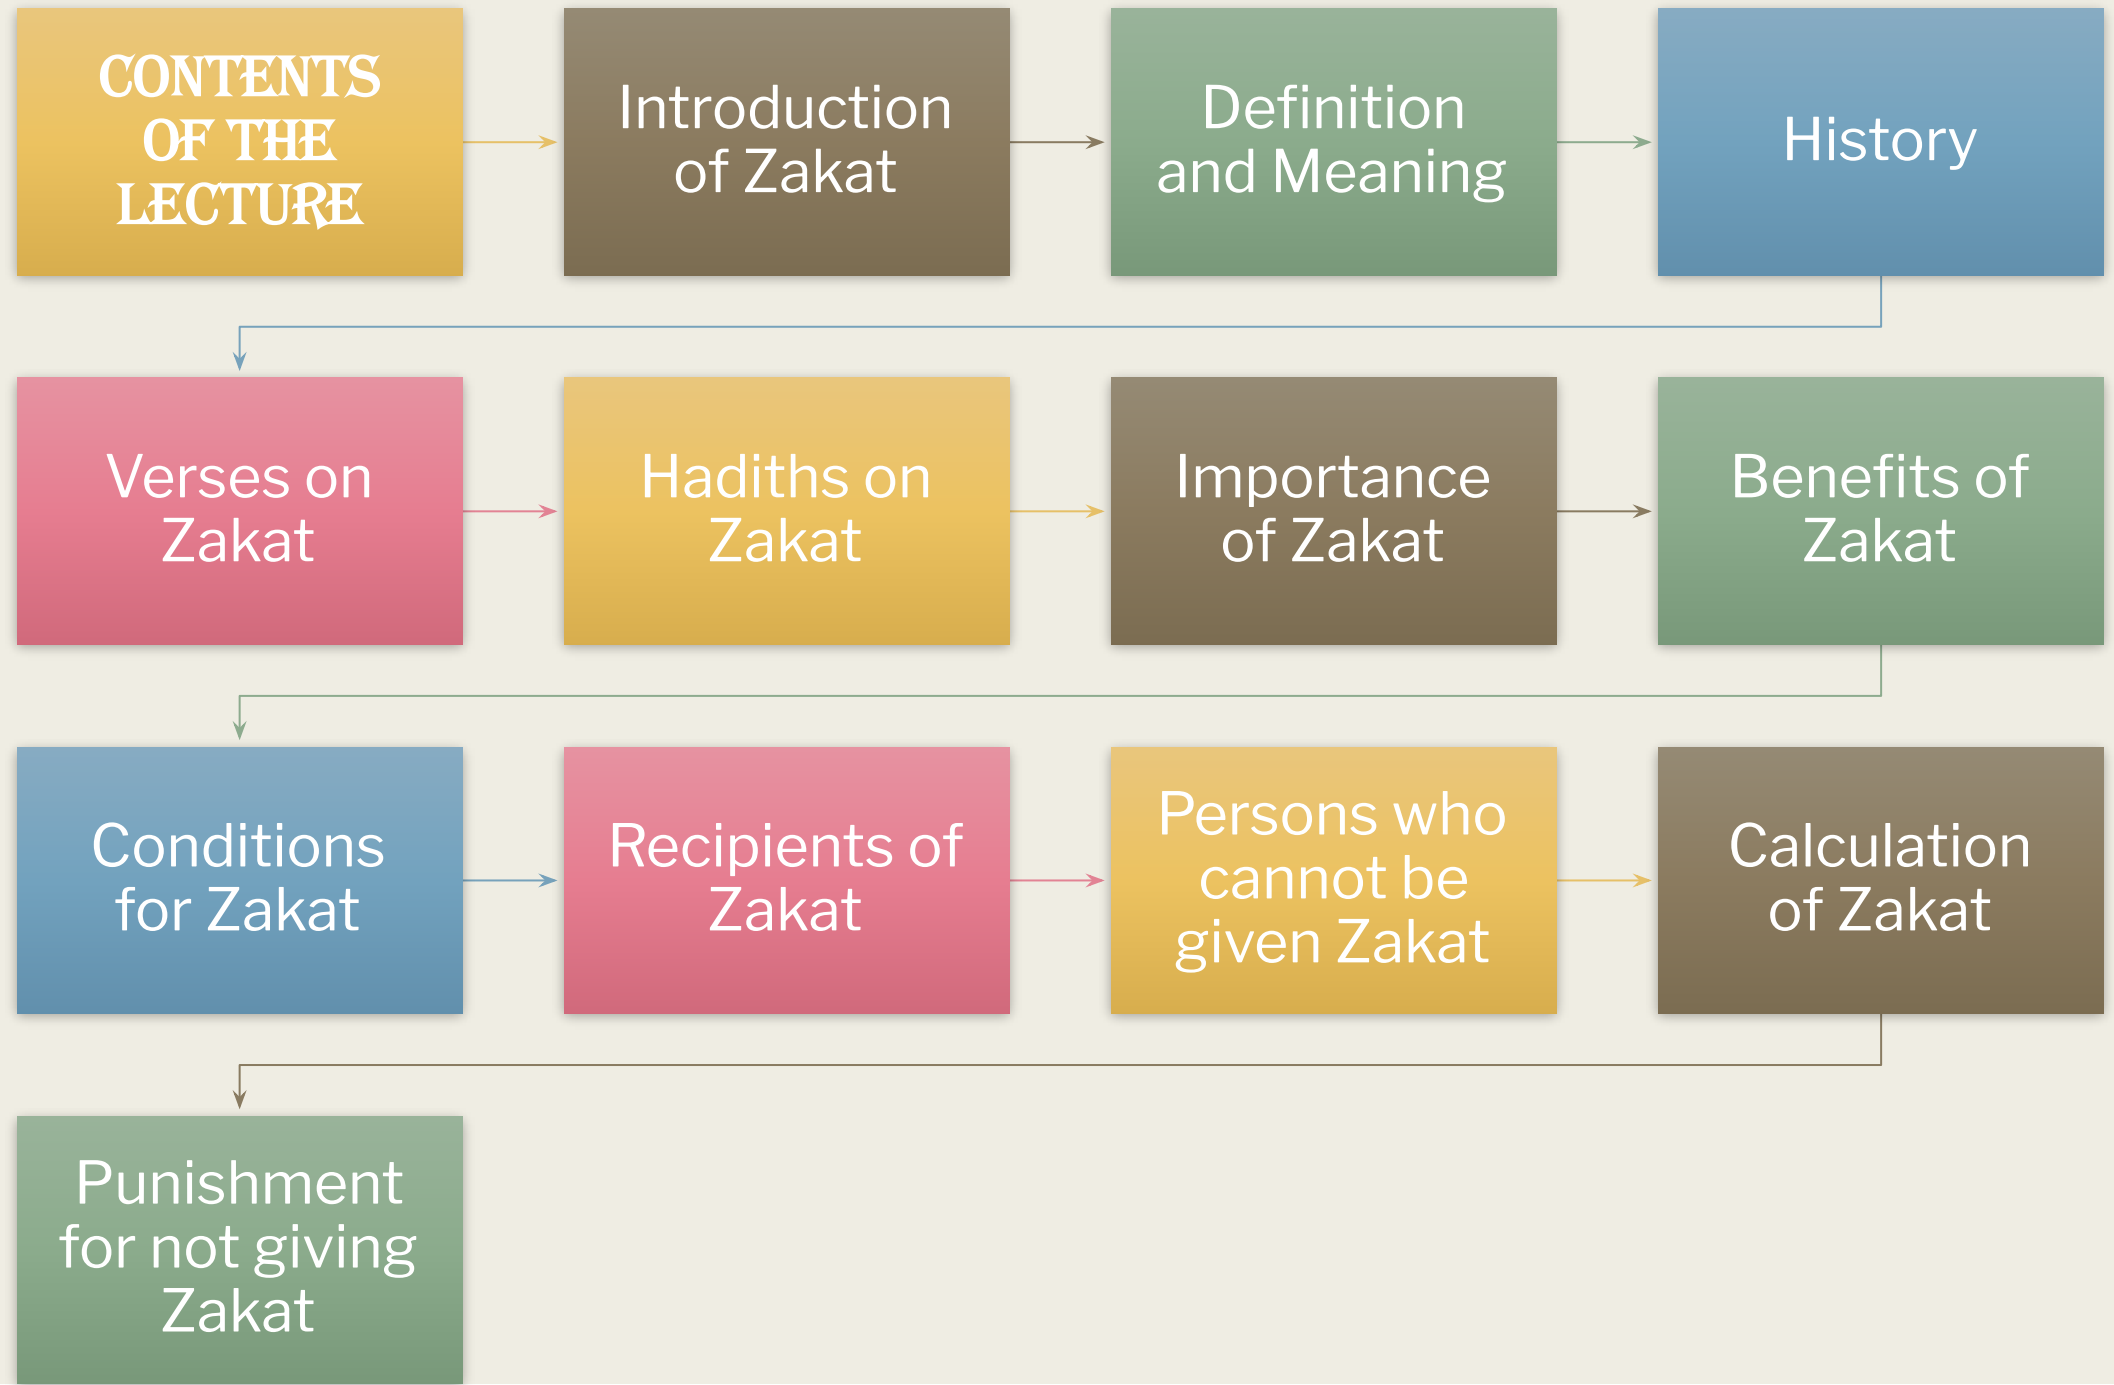 CONTENTS
OF THE
LECTURE
Introduction
of Zakat
Definition
and Meaning
History
Verses on
Zakat
Hadiths on
Zakat
Importance
of Zakat
Benefits of
Zakat
Conditions
for Zakat
Recipients of
Zakat
Persons who
cannot be
given Zakat
Calculation
of Zakat
Punishment
for not giving
Zakat